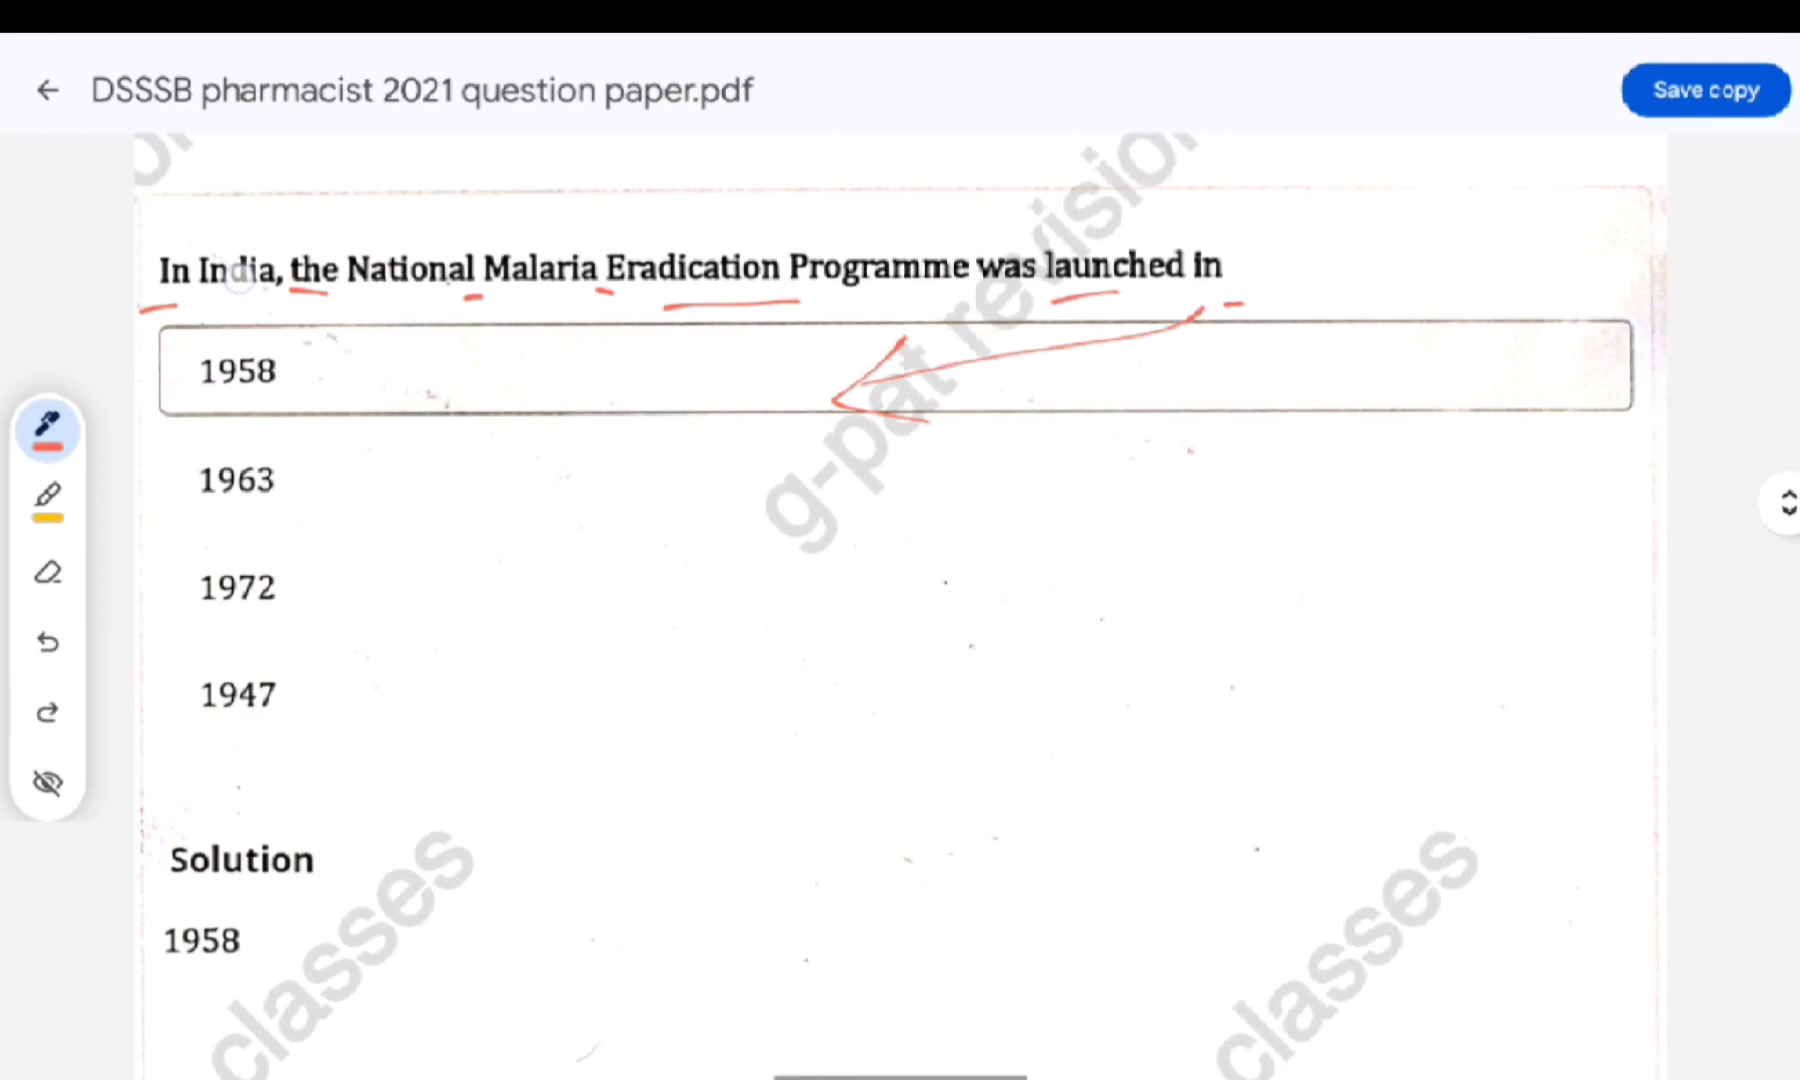 DSSSB pharmacist 2021 question paper.pdf
Save copy
g-pat revision
In India, the National Malaria Eradication Programme was launched in
1958
1963
1972
1947
Solution
1958
classes
classes